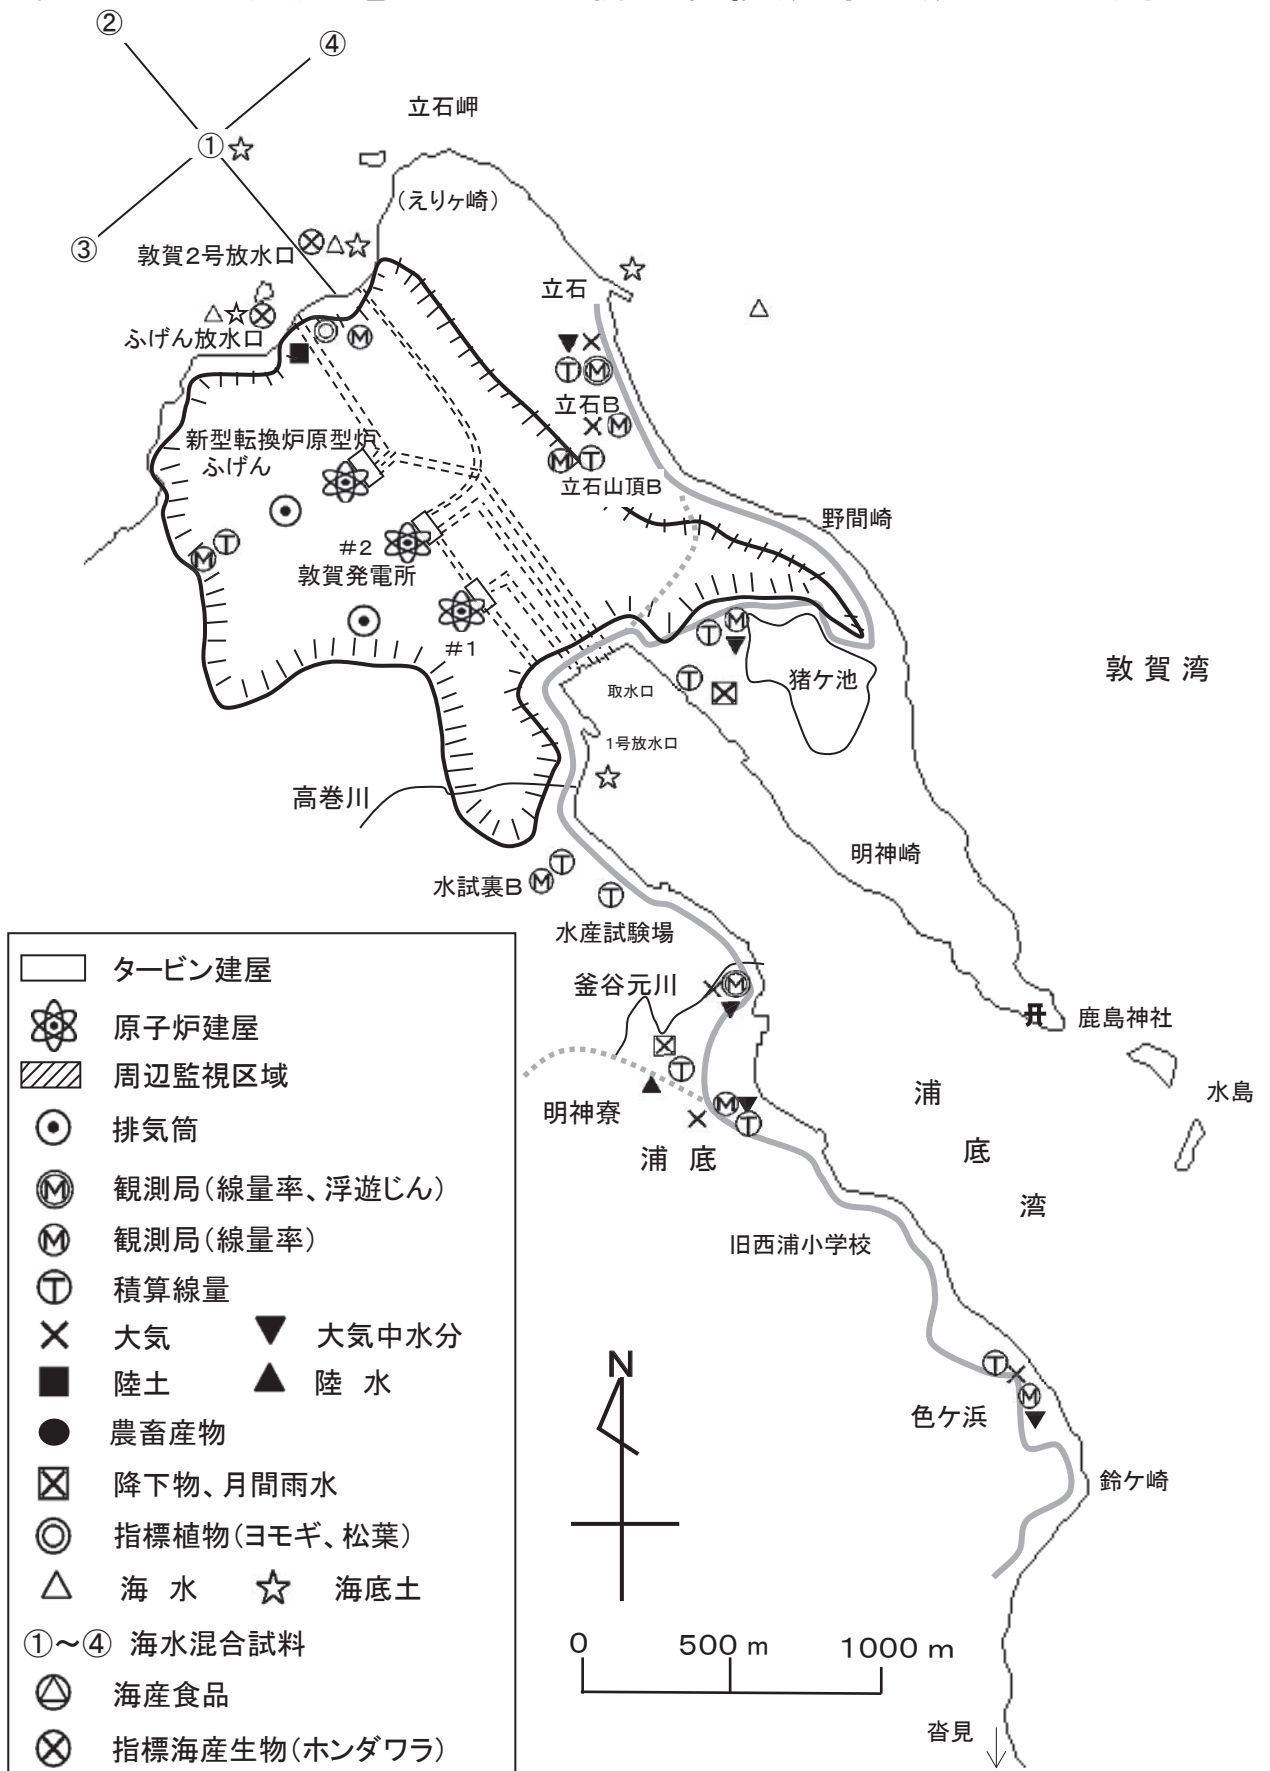 ②
④
立石岬
①
(えりヶ崎)
③
敦賀2号放水口
立石
ふげん放水口
M
T M
立石B
M
新型転換炉原型炉
ふげん
M T
立石山頂B
野間崎
#2
T
M
敦賀発電所
M
T
#1
敦賀湾
猪ケ池
T
取水口
1号放水口
高巻川
明神崎
T
水試裏B
M
T
水産試験場
釜谷元川
M
鹿島神社
T
水島
明神寮
M
T
浦底
浦底湾
旧西浦小学校
T
M
色ケ浜
鈴ケ崎
タービン建屋
原子炉建屋
周辺監視区域
排気筒
M 観測局(線量率、浮遊じん)
M 観測局(線量率)
T 積算線量
大気 大気中水分
陸土 陸 水
農畜産物
降下物、月間雨水
指標植物(ヨモギ、松葉)
海 水 海底土
①~④ 海水混合試料
海産食品
指標海産生物(ホンダワラ)
N
0 500 m 1000 m
沓見